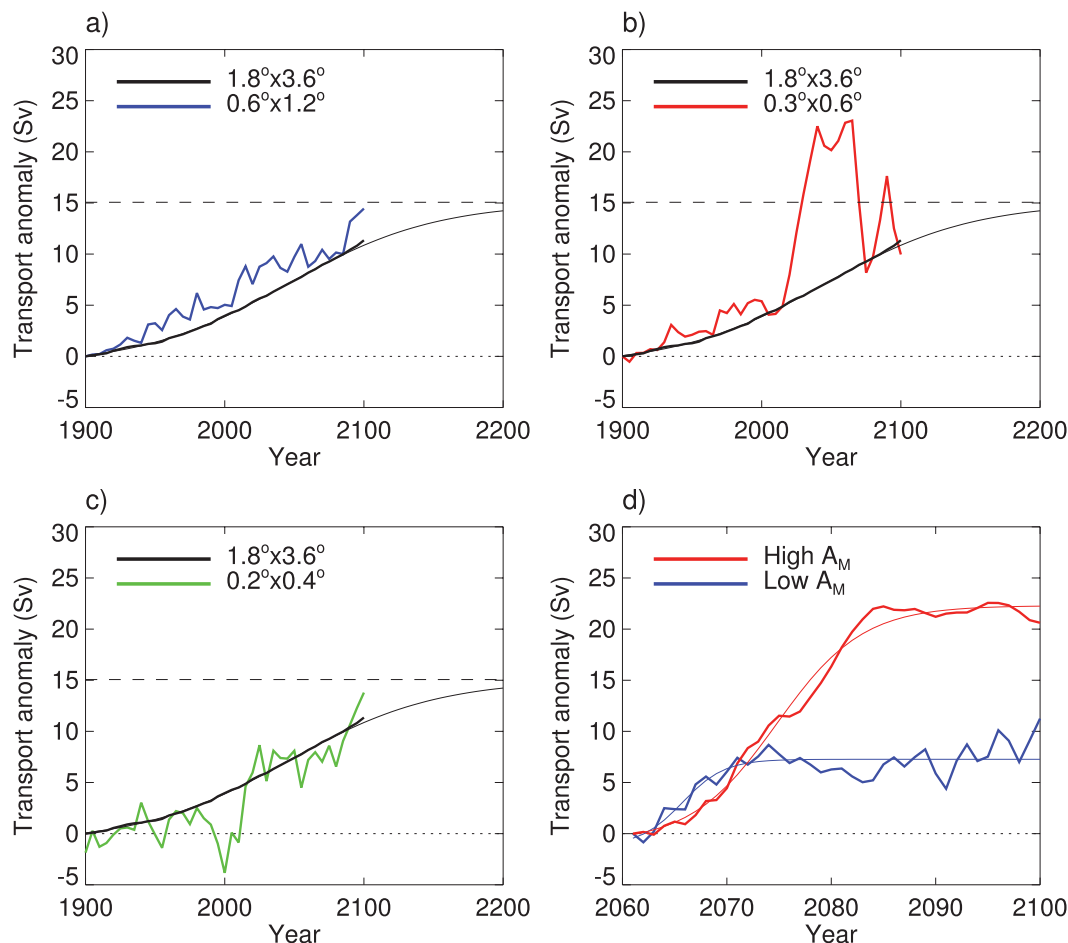 a)
30
25
20
15
10
5
0
-5
Transport anomaly (Sv)
1.8°x3.6°
0.6°x1.2°
1900
2000
2100
2200
Year
b)
30
25
20
15
10
5
0
-5
Transport anomaly (Sv)
1.8°x3.6°
0.3°x0.6°
1900
2000
2100
2200
Year
c)
30
25
20
15
10
5
0
-5
Transport anomaly (Sv)
1.8°x3.6°
0.2°x0.4°
1900
2000
2100
2200
Year
d)
30
25
20
15
10
5
0
-5
Transport anomaly (Sv)
High A_M
Low A_M
2060
2070
2080
2090
2100
Year